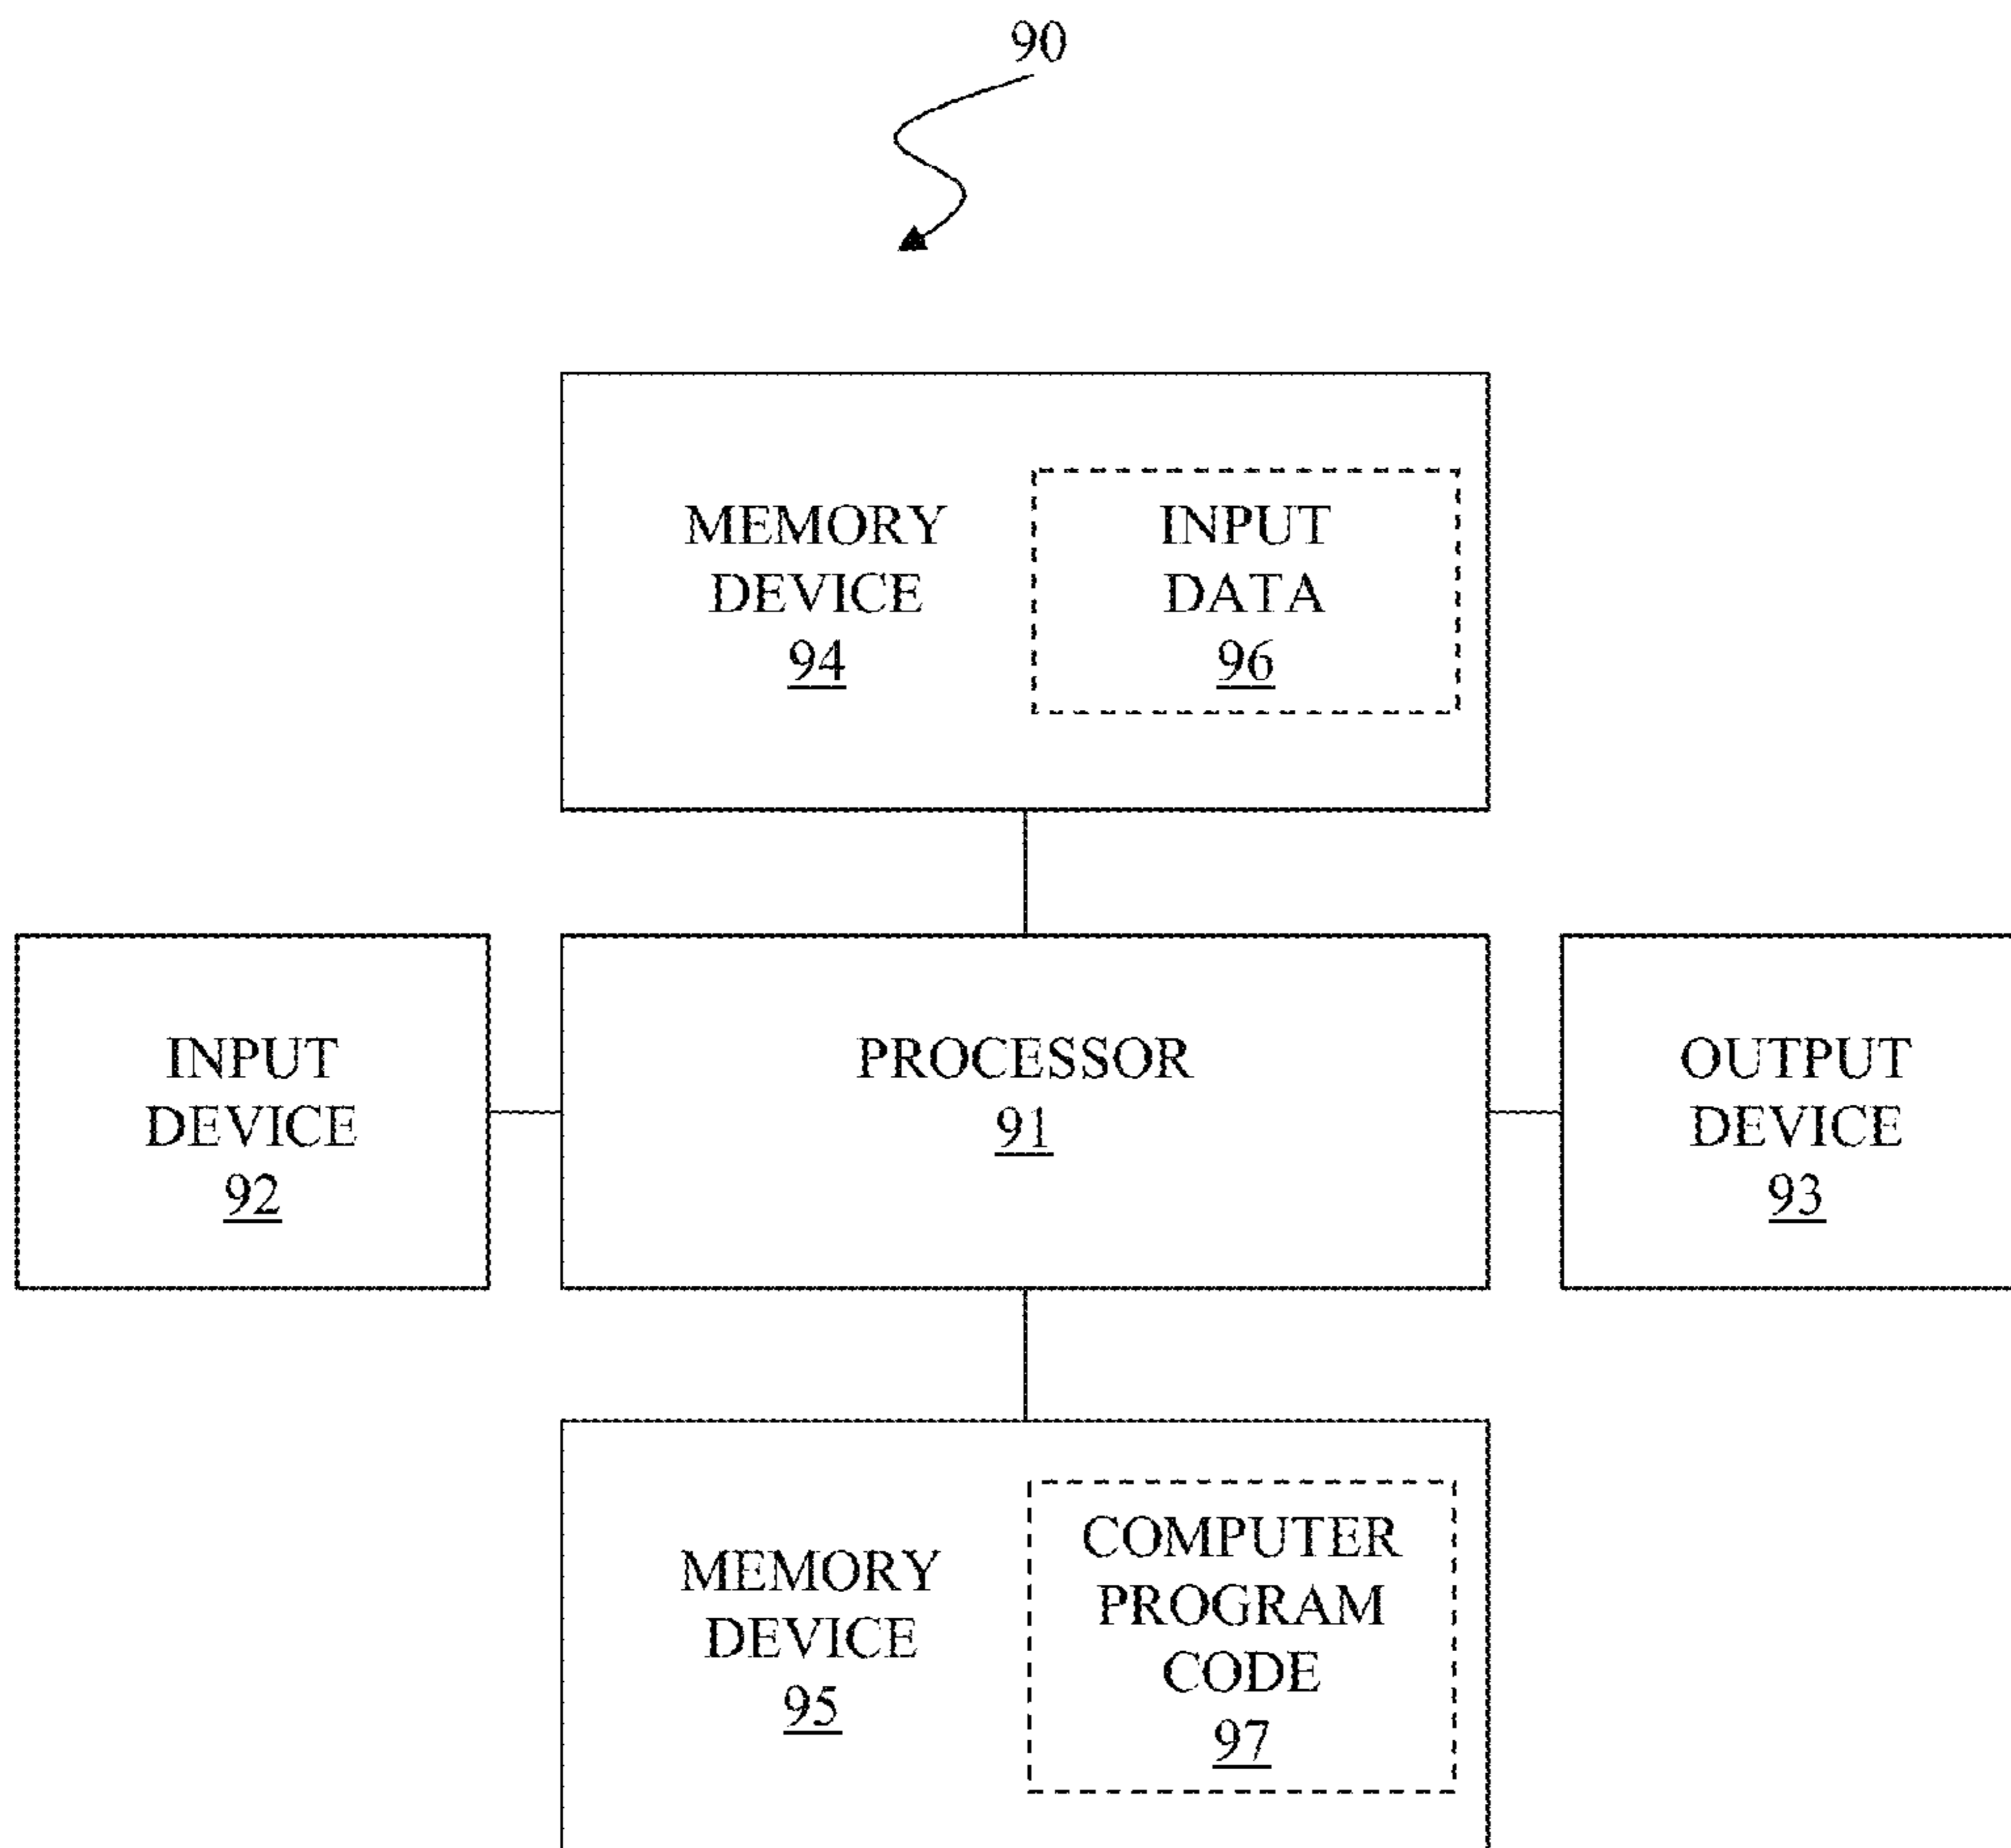 90
MEMORY
DEVICE
94
INPUT
DATA
96
INPUT
DEVICE
92
PROCESSOR
91
OUTPUT
DEVICE
93
MEMORY
DEVICE
95
COMPUTER
PROGRAM
CODE
97